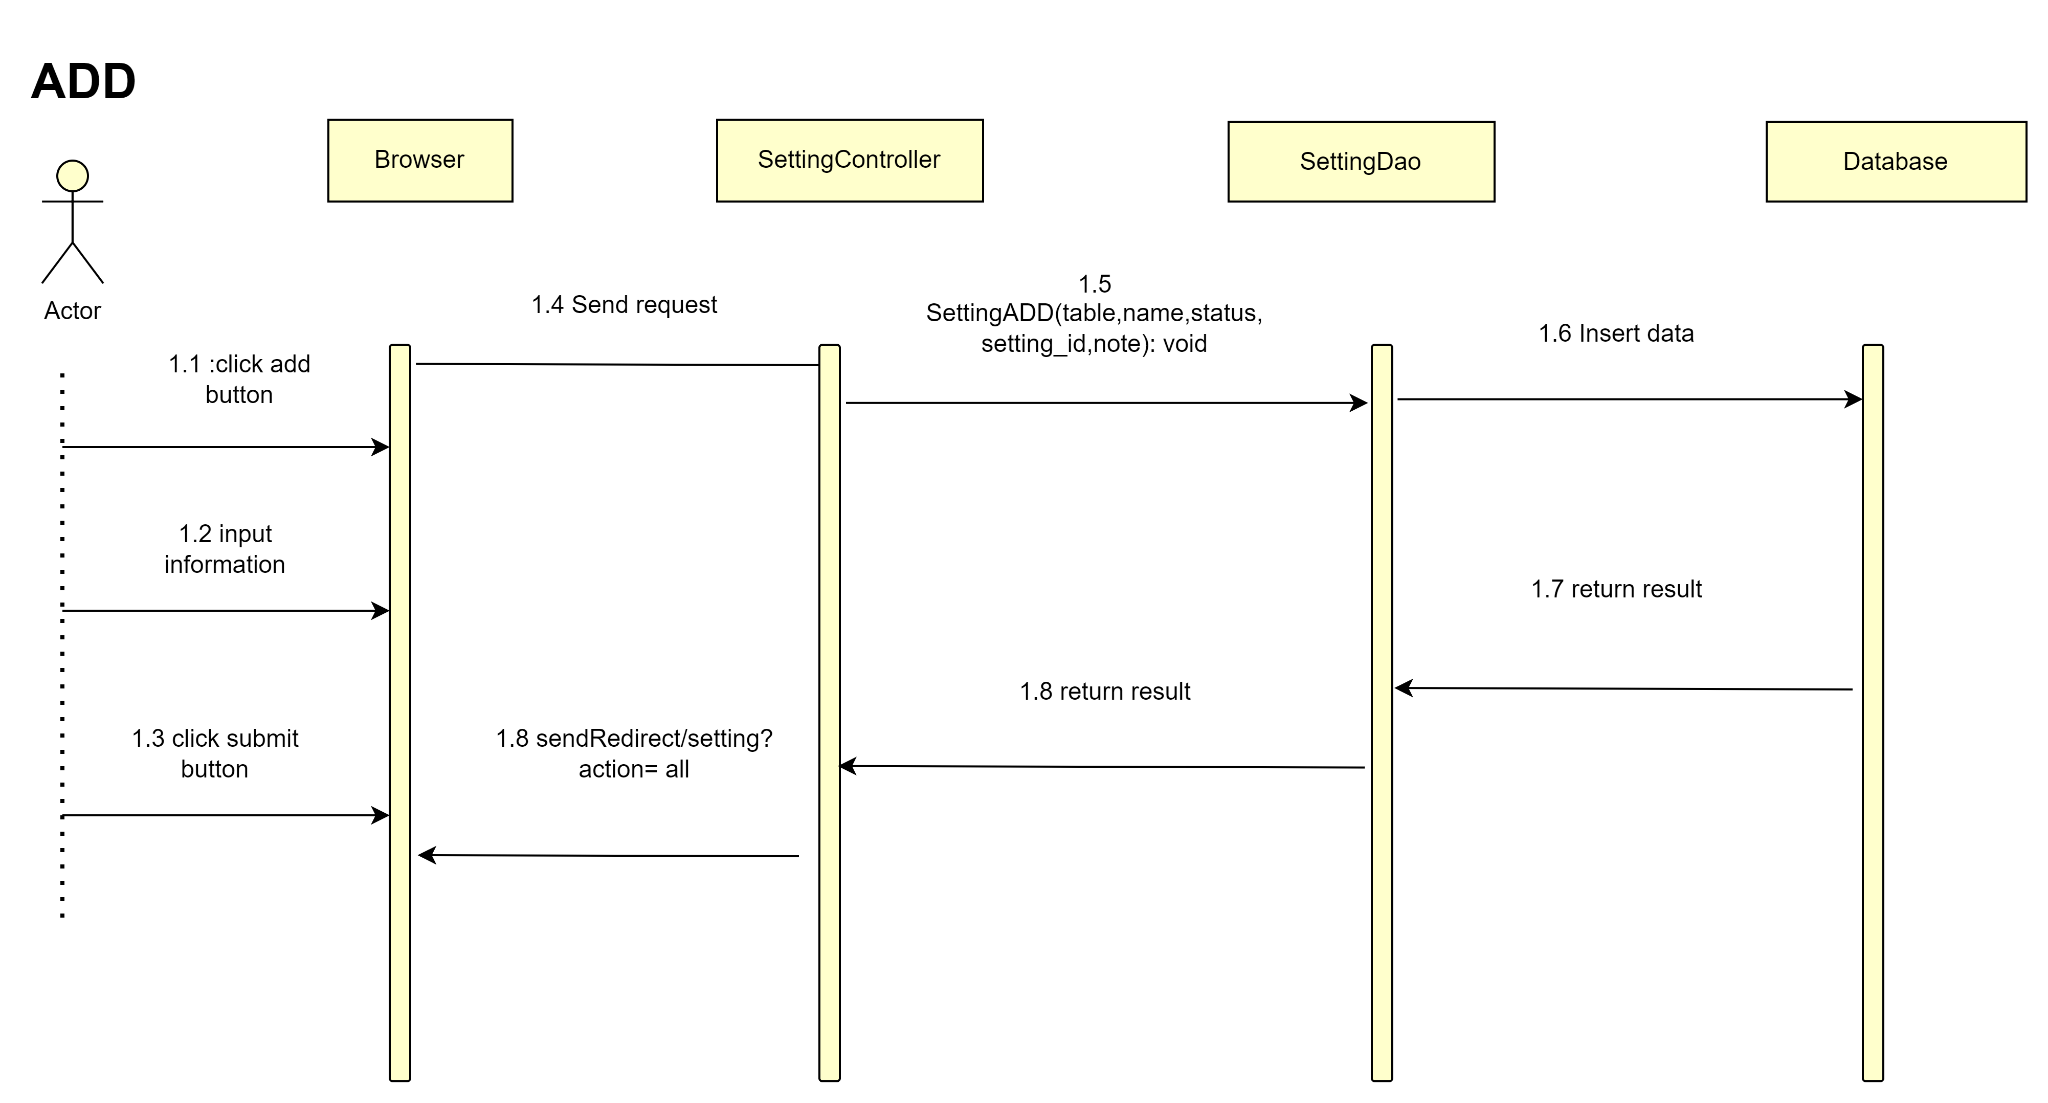 ADD
Browser
SettingController
SettingDao
Database
Actor
1.1 :click add
button
1.4 Send request
1.5
SettingADD(table,name,status,
setting_id,note): void
1.6 Insert data
1.2 input
information
1.7 return result
1.8 return result
1.3 click submit
button
1.8 sendRedirect/setting?
action= all